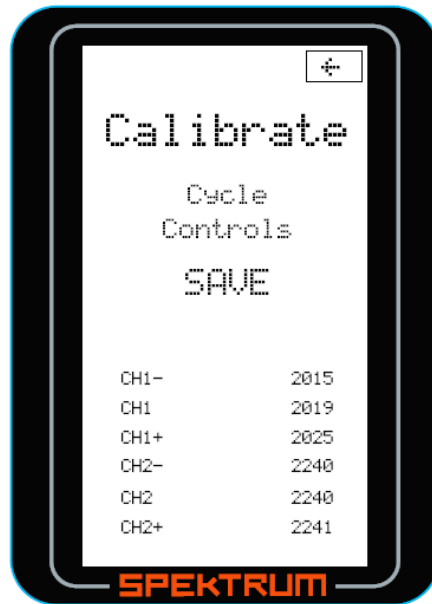 Calibrate
Cycle
Controls
SAVE
CH1- 2015
CH1 2019
CH1+ 2025
CH2- 2240
CH2 2240
CH2+ 2241
SPEKTRUM